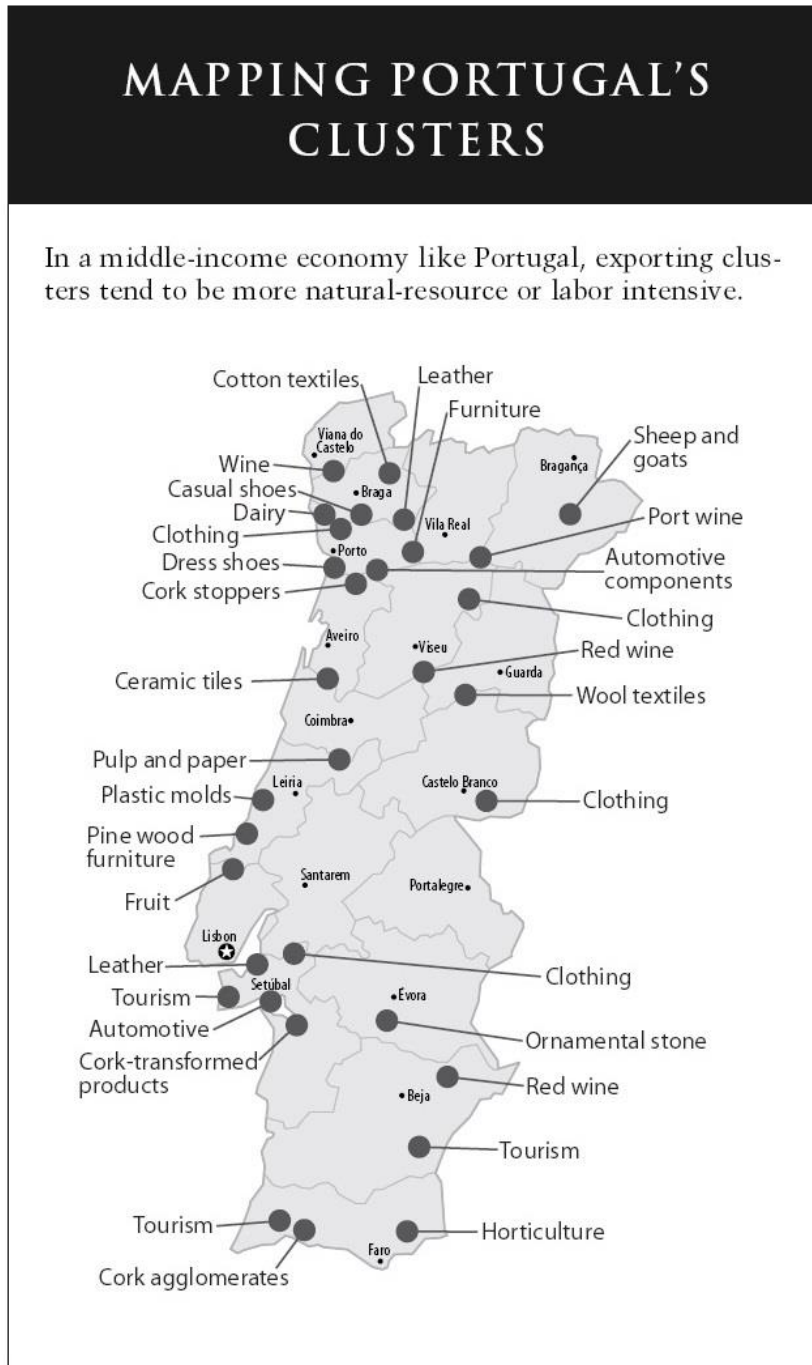 MAPPING PORTUGAL'S
CLUSTERS
In a middle-income economy like Portugal, exporting clus-
ters tend to be more natural-resource or labor intensive.
Cotton textiles
Leather
Furniture
Viana do
Castelo
Sheep and
goats
Bragança
Wine
Braga
Casual shoes
Dairy
Vila Real
Port wine
Clothing
Porto
Dress shoes
Automotive
components
Cork stoppers
Clothing
Aveiro
Viseu
Red wine
Guarda
Ceramic tiles
Wool textiles
Coimbra
Pulp and paper
Leiria
Castelo Branco
Plastic molds
Clothing
Pine wood
furniture
Santarem
Portalegre
Fruit
Lisbon
Leather
Clothing
Setúbal
Tourism
Évora
Automotive
Ornamental stone
Cork-transformed
products
Red wine
Beja
Tourism
Tourism
Horticulture
Faro
Cork agglomerates